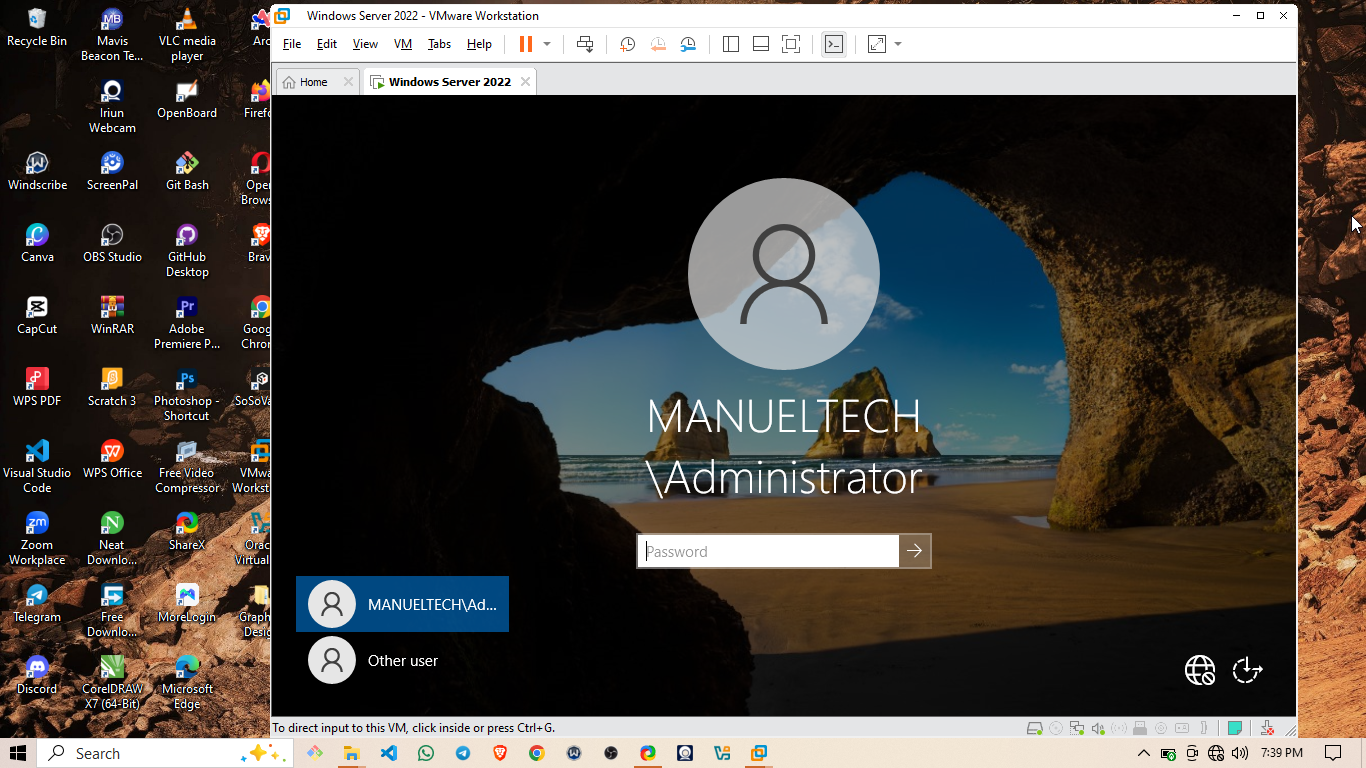 Windows Server 2022 - VMware Workstation
File Edit View VM Tabs Help
Home
Windows Server 2022
Recycle Bin
Mavis
Beacon Te...
VLC media
player
Arc
Iriun
Webcam
OpenBoard
Firef
Windscribe
ScreenPal
Git Bash
Oper
Brows
Canva
OBS Studio
GitHub
Desktop
Brav
CapCut
WinRAR
Adobe
Premiere P...
Goog
Chron
WPS PDF
Scratch 3
Photoshop -
Shortcut
SoSoVa
Visual Studio
Code
WPS Office
Free Video
Compressor
VMwa
Workst
Zoom
Workplace
Neat
Downlo...
ShareX
Orac
Virtual
Telegram
Free
Downlo...
MoreLogin
Graph
Desig
Discord
CorelDRAW
X7 (64-Bit)
Microsoft
Edge
MANUELTECH
\Administrator
Password
MANUELTECH\Ad...
Other user
To direct input to this VM, click inside or press Ctrl+G.
Search
7:39 PM